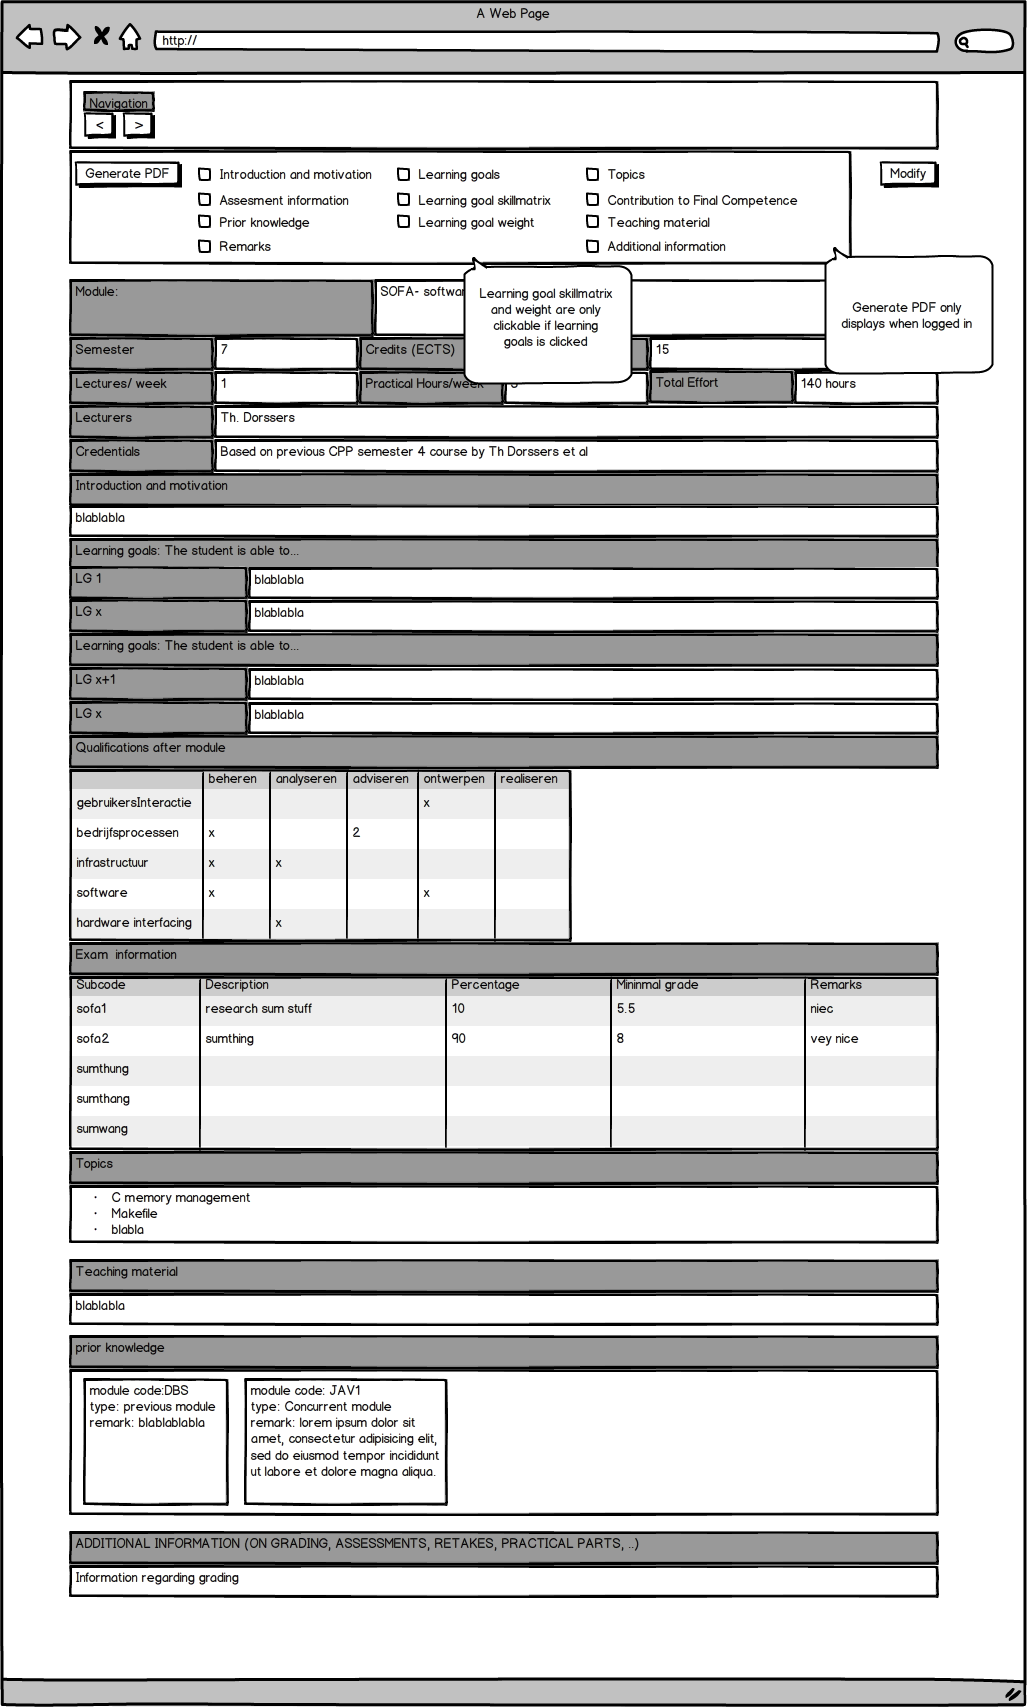 A Web Page
http://
Navigation
< >
Generate PDF Introduction and motivation Learning goals Topics Modify
Assesment information Learning goal skillmatrix Contribution to Final Competence
Prior knowledge Learning goal weight Teaching material
Remarks Additional information
Learning goal skillmatrix
and weight are only
clickable if learning
goals is clicked
Generate PDF only
displays when logged in
Module: SOFA- softwar
Semester 7 Credits (ECTS) 15
Lectures/ week 1 Practical Hours/week Total Effort 140 hours
Lecturers Th. Dorssers
Credentials Based on previous CPP semester 4 course by Th Dorssers et al
Introduction and motivation
blablabla
Learning goals: The student is able to...
LG 1 blablabla
LG x blablabla
Learning goals: The student is able to...
LG x+1 blablabla
LG x blablabla
Qualifications after module
beheren analyseren adviseren ontwerpen realiseren
gebruikersInteractie x
bedrijfsprocessen x 2
infrastructuur x x
software x x
hardware interfacing x
Exam information
Subcode Description Percentage Mininmal grade Remarks
sofa1 research sum stuff 10 5.5 niec
sofa2 sumthing 90 8 vey nice
sumthung
sumthang
sumwang
Topics
· C memory management
· Makefile
· blabla
Teaching material
blablabla
prior knowledge
module code:DBS
type: previous module
remark: blablablabla
module code: JAV1
type: Concurrent module
remark: lorem ipsum dolor sit
amet, consectetur adipisicing elit,
sed do eiusmod tempor incididunt
ut labore et dolore magna aliqua.
ADDITIONAL INFORMATION (ON GRADING, ASSESSMENTS, RETAKES, PRACTICAL PARTS, ..)
Information regarding grading